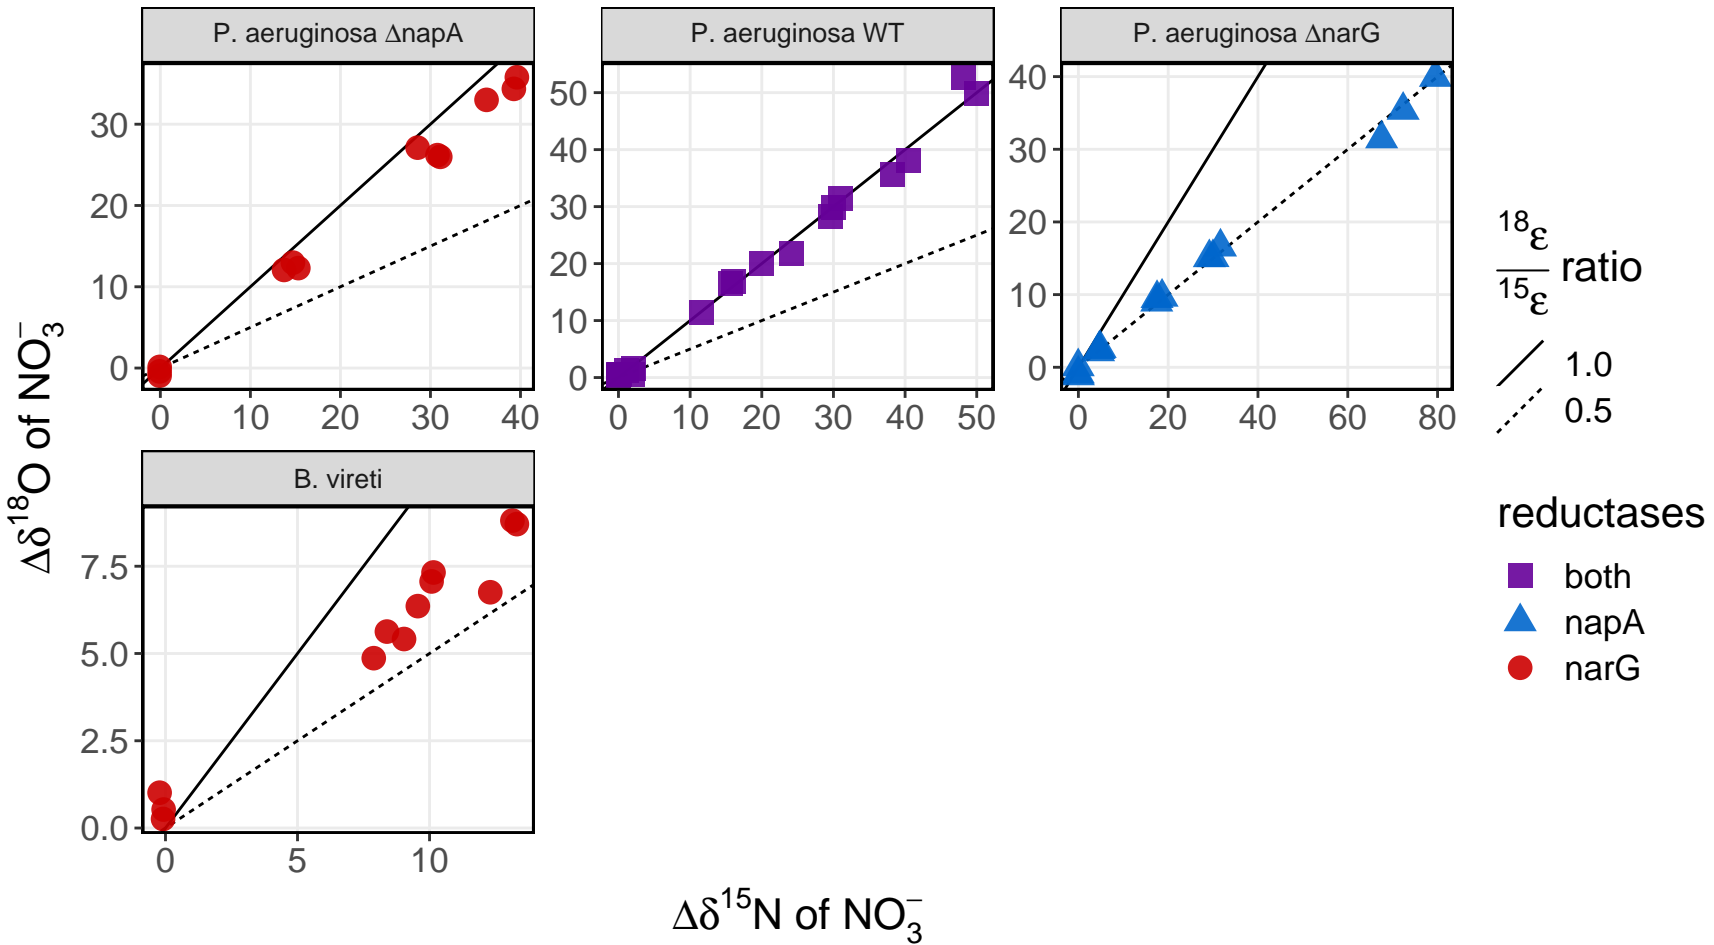 P. aeruginosa ΔnapA
P. aeruginosa WT
P. aeruginosa ΔnarG
30
20
10
0
0 10 20 30 40
50
40
30
20
10
0
0 10 20 30 40 50
40
30
20
10
0
0 20 40 60 80
B. vireti
7.5
5.0
2.5
0.0
0 5 10
Δδ¹⁸O of NO₃⁻
Δδ¹⁵N of NO₃⁻
¹⁸ε
¹⁵ε
ratio
1.0
0.5
reductases
both
napA
narG